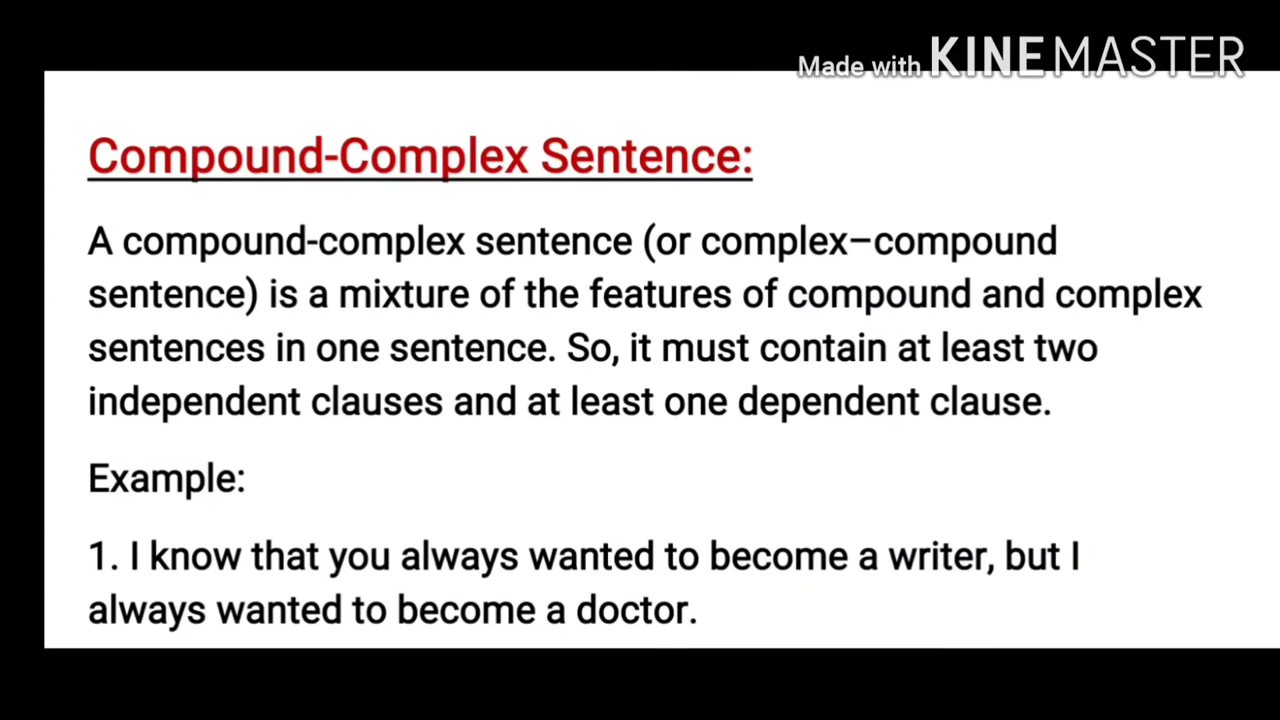 Made with KINEMASTER
Compound-Complex Sentence:
A compound-complex sentence (or complex–compound
sentence) is a mixture of the features of compound and complex
sentences in one sentence. So, it must contain at least two
independent clauses and at least one dependent clause.
Example:
1. I know that you always wanted to become a writer, but I
always wanted to become a doctor.